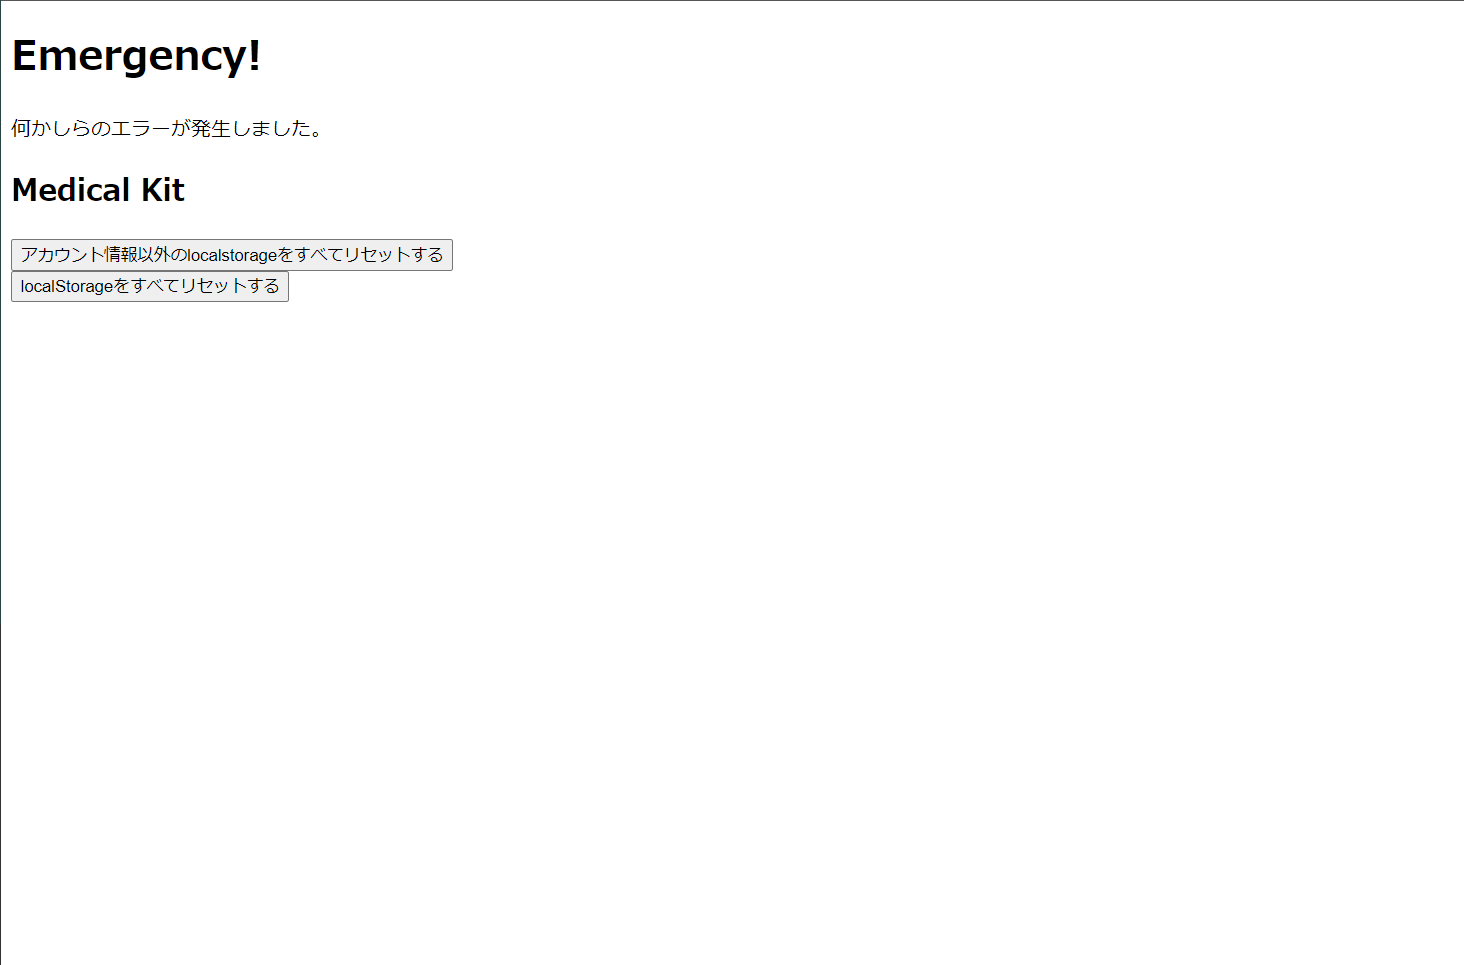 Emergency!
何かしらのエラーが発生しました。
Medical Kit
アカウント情報以外のlocalstorageをすべてリセットする
localStorageをすべてリセットする